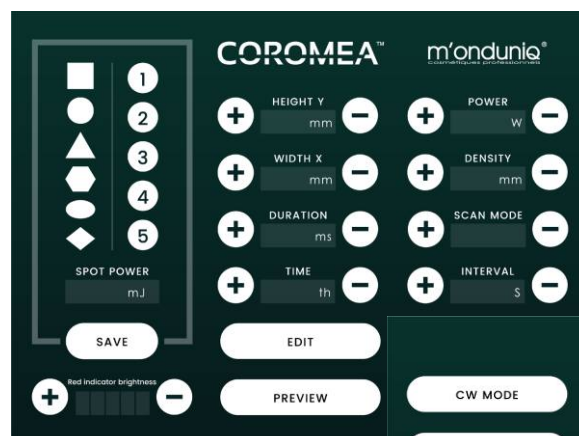 COROMEA™
m'onduniq®
cosmétiques professionnels
1
2
3
4
5
SPOT POWER
mJ
SAVE
Red indicator brightness
+
−
+
HEIGHT Y
mm
−
+
WIDTH X
mm
−
+
DURATION
ms
−
+
TIME
th
−
EDIT
PREVIEW
+
POWER
W
−
+
DENSITY
mm
−
+
SCAN MODE
−
+
INTERVAL
S
−
CW MODE